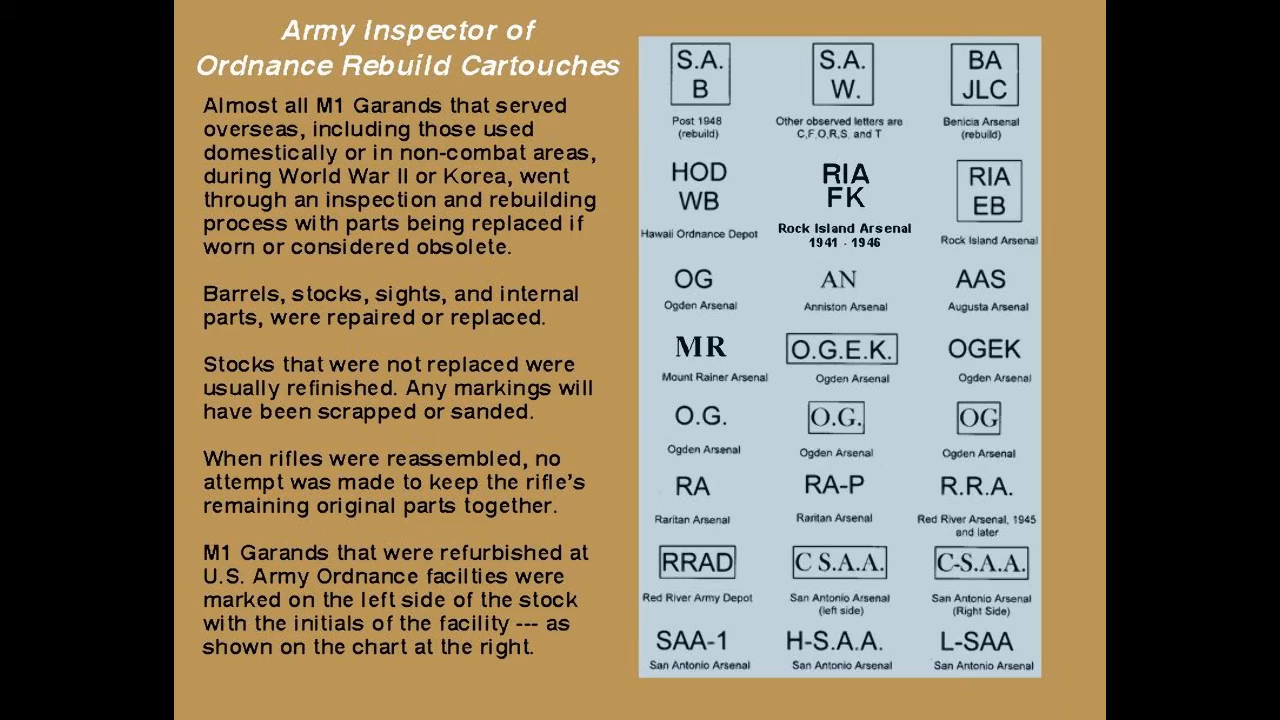 Army Inspector of
Ordnance Rebuild Cartouches
Almost all M1 Garands that served
overseas, including those used
domestically or in non-combat areas,
during World War II or Korea, went
through an inspection and rebuilding
process with parts being replaced if
worn or considered obsolete.
Barrels, stocks, sights, and internal
parts, were repaired or replaced.
Stocks that were not replaced were
usually refinished. Any markings will
have been scrapped or sanded.
When rifles were reassembled, no
attempt was made to keep the rifle's
remaining original parts together.
M1 Garands that were refurbished at
U.S. Army Ordnance facilties were
marked on the left side of the stock
with the initials of the facility --- as
shown on the chart at the right.
S.A.
B
Post 1948
(rebuild)
S.A.
W.
Other observed letters are
C,F,O,R,S, and T
BA
JLC
Benicia Arsenal
(rebuild)
HOD
WB
Hawaii Ordnance Depot
RIA
FK
Rock Island Arsenal
1941 - 1946
RIA
EB
Rock Island Arsenal
OG
Ogden Arsenal
AN
Anniston Arsenal
AAS
Augusta Arsenal
MR
Mount Rainer Arsenal
O.G.E.K.
Ogden Arsenal
OGEK
Ogden Arsenal
O.G.
Ogden Arsenal
O.G.
Ogden Arsenal
OG
Ogden Arsenal
RA
Raritan Arsenal
RA-P
Raritan Arsenal
R.R.A.
Red River Arsenal, 1945
and later
RRAD
Red River Army Depot
C S.A.A.
San Antonio Arsenal
(left side)
C-S.A.A.
San Antonio Arsenal
(Right Side)
SAA-1
San Antonio Arsenal
H-S.A.A.
San Antonio Arsenal
L-SAA
San Antonio Arsenal